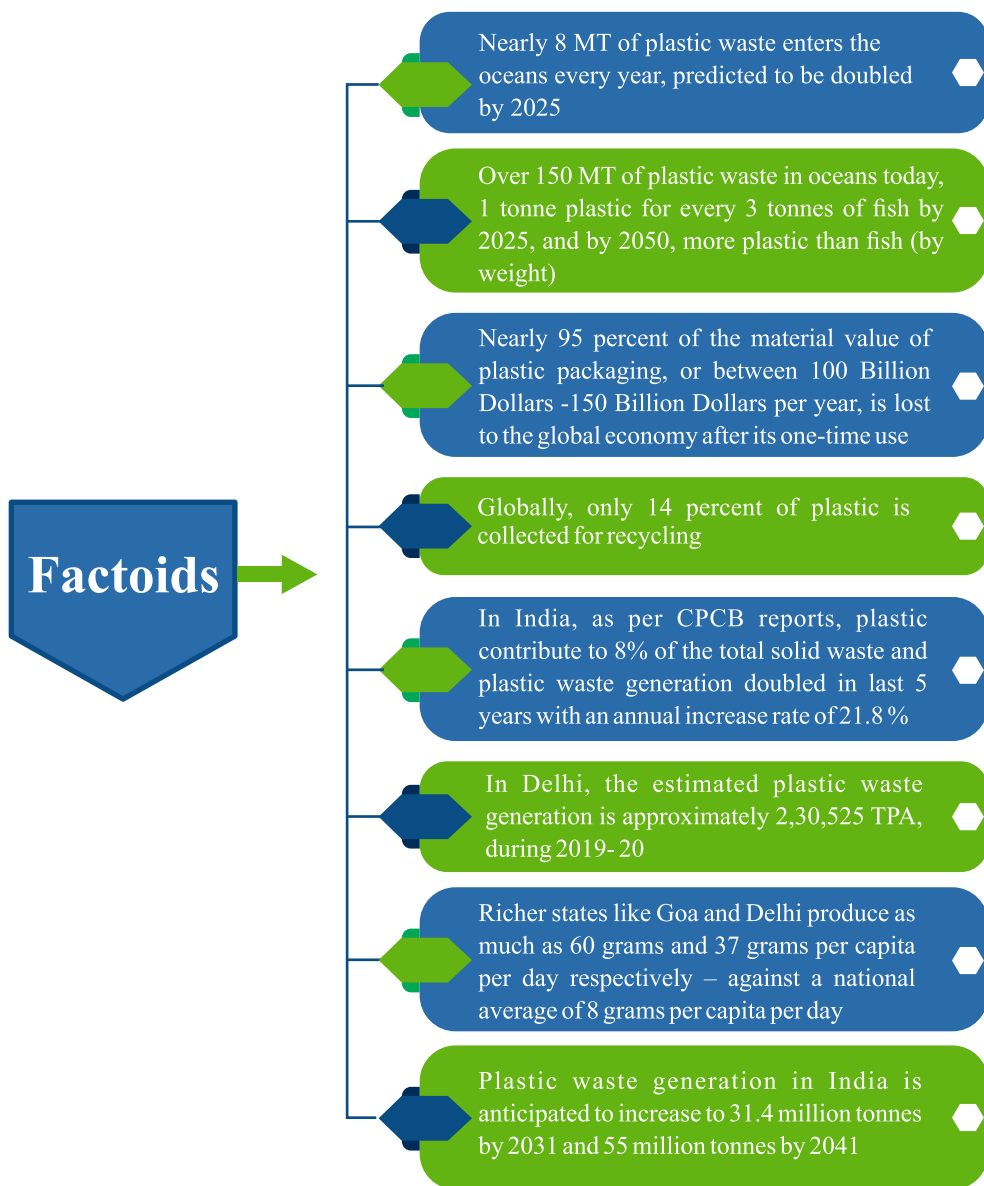 Factoids
Nearly 8 MT of plastic waste enters the
oceans every year, predicted to be doubled
by 2025
Over 150 MT of plastic waste in oceans today,
1 tonne plastic for every 3 tonnes of fish by
2025, and by 2050, more plastic than fish (by
weight)
Nearly 95 percent of the material value of
plastic packaging, or between 100 Billion
Dollars -150 Billion Dollars per year, is lost
to the global economy after its one-time use
Globally, only 14 percent of plastic is
collected for recycling
In India, as per CPCB reports, plastic
contribute to 8% of the total solid waste and
plastic waste generation doubled in last 5
years with an annual increase rate of 21.8 %
In Delhi, the estimated plastic waste
generation is approximately 2,30,525 TPA,
during 2019- 20
Richer states like Goa and Delhi produce as
much as 60 grams and 37 grams per capita
per day respectively – against a national
average of 8 grams per capita per day
Plastic waste generation in India is
anticipated to increase to 31.4 million tonnes
by 2031 and 55 million tonnes by 2041